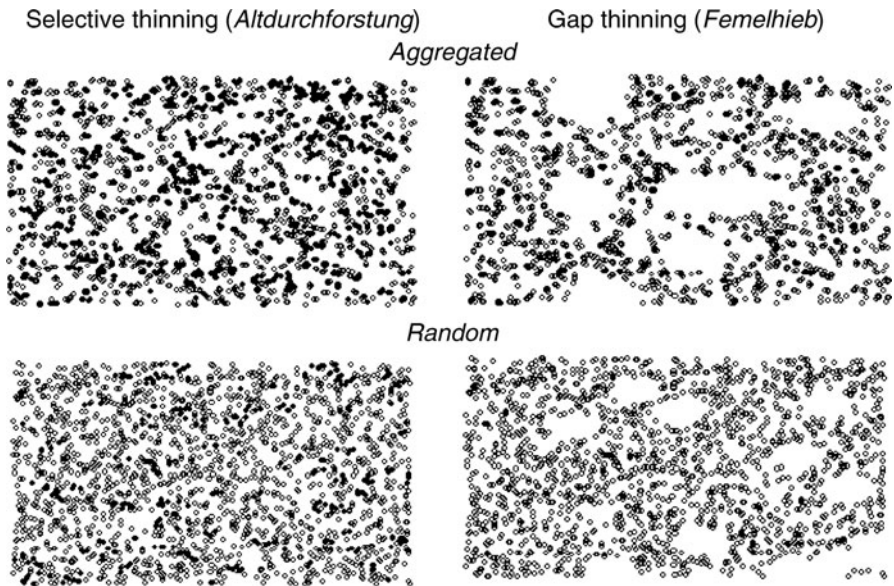 Selective thinning (Altdurchforstung) Gap thinning (Femelhieb)
Aggregated
Random